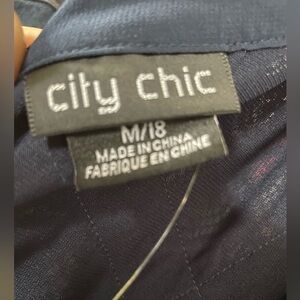 city chic
M/18
MADE IN CHINA
FABRIQUE EN CHINE